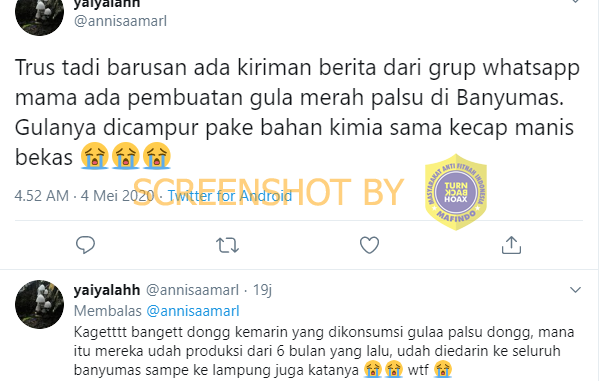 yaiyalahh
@annisaamarl
Trus tadi barusan ada kiriman berita dari grup whatsapp
mama ada pembuatan gula merah palsu di Banyumas.
Gulanya dicampur pake bahan kimia sama kecap manis
bekas 😭😭😭
4.52 AM · 4 Mei 2020 · Twitter for Android
SCREENSHOT BY
MASYARAKAT ANTI FITNAH INDONESIA
TURN
BACK
HOAX
MAFINDO
yaiyalahh @annisaamarl · 19j
Membalas @annisaamarl
Kagetttt bangett dongg kemarin yang dikonsumsi gulaa palsu dongg, mana
itu mereka udah produksi dari 6 bulan yang lalu, udah diedarin ke seluruh
banyumas sampe ke lampung juga katanya 😭😭 wtf 😭